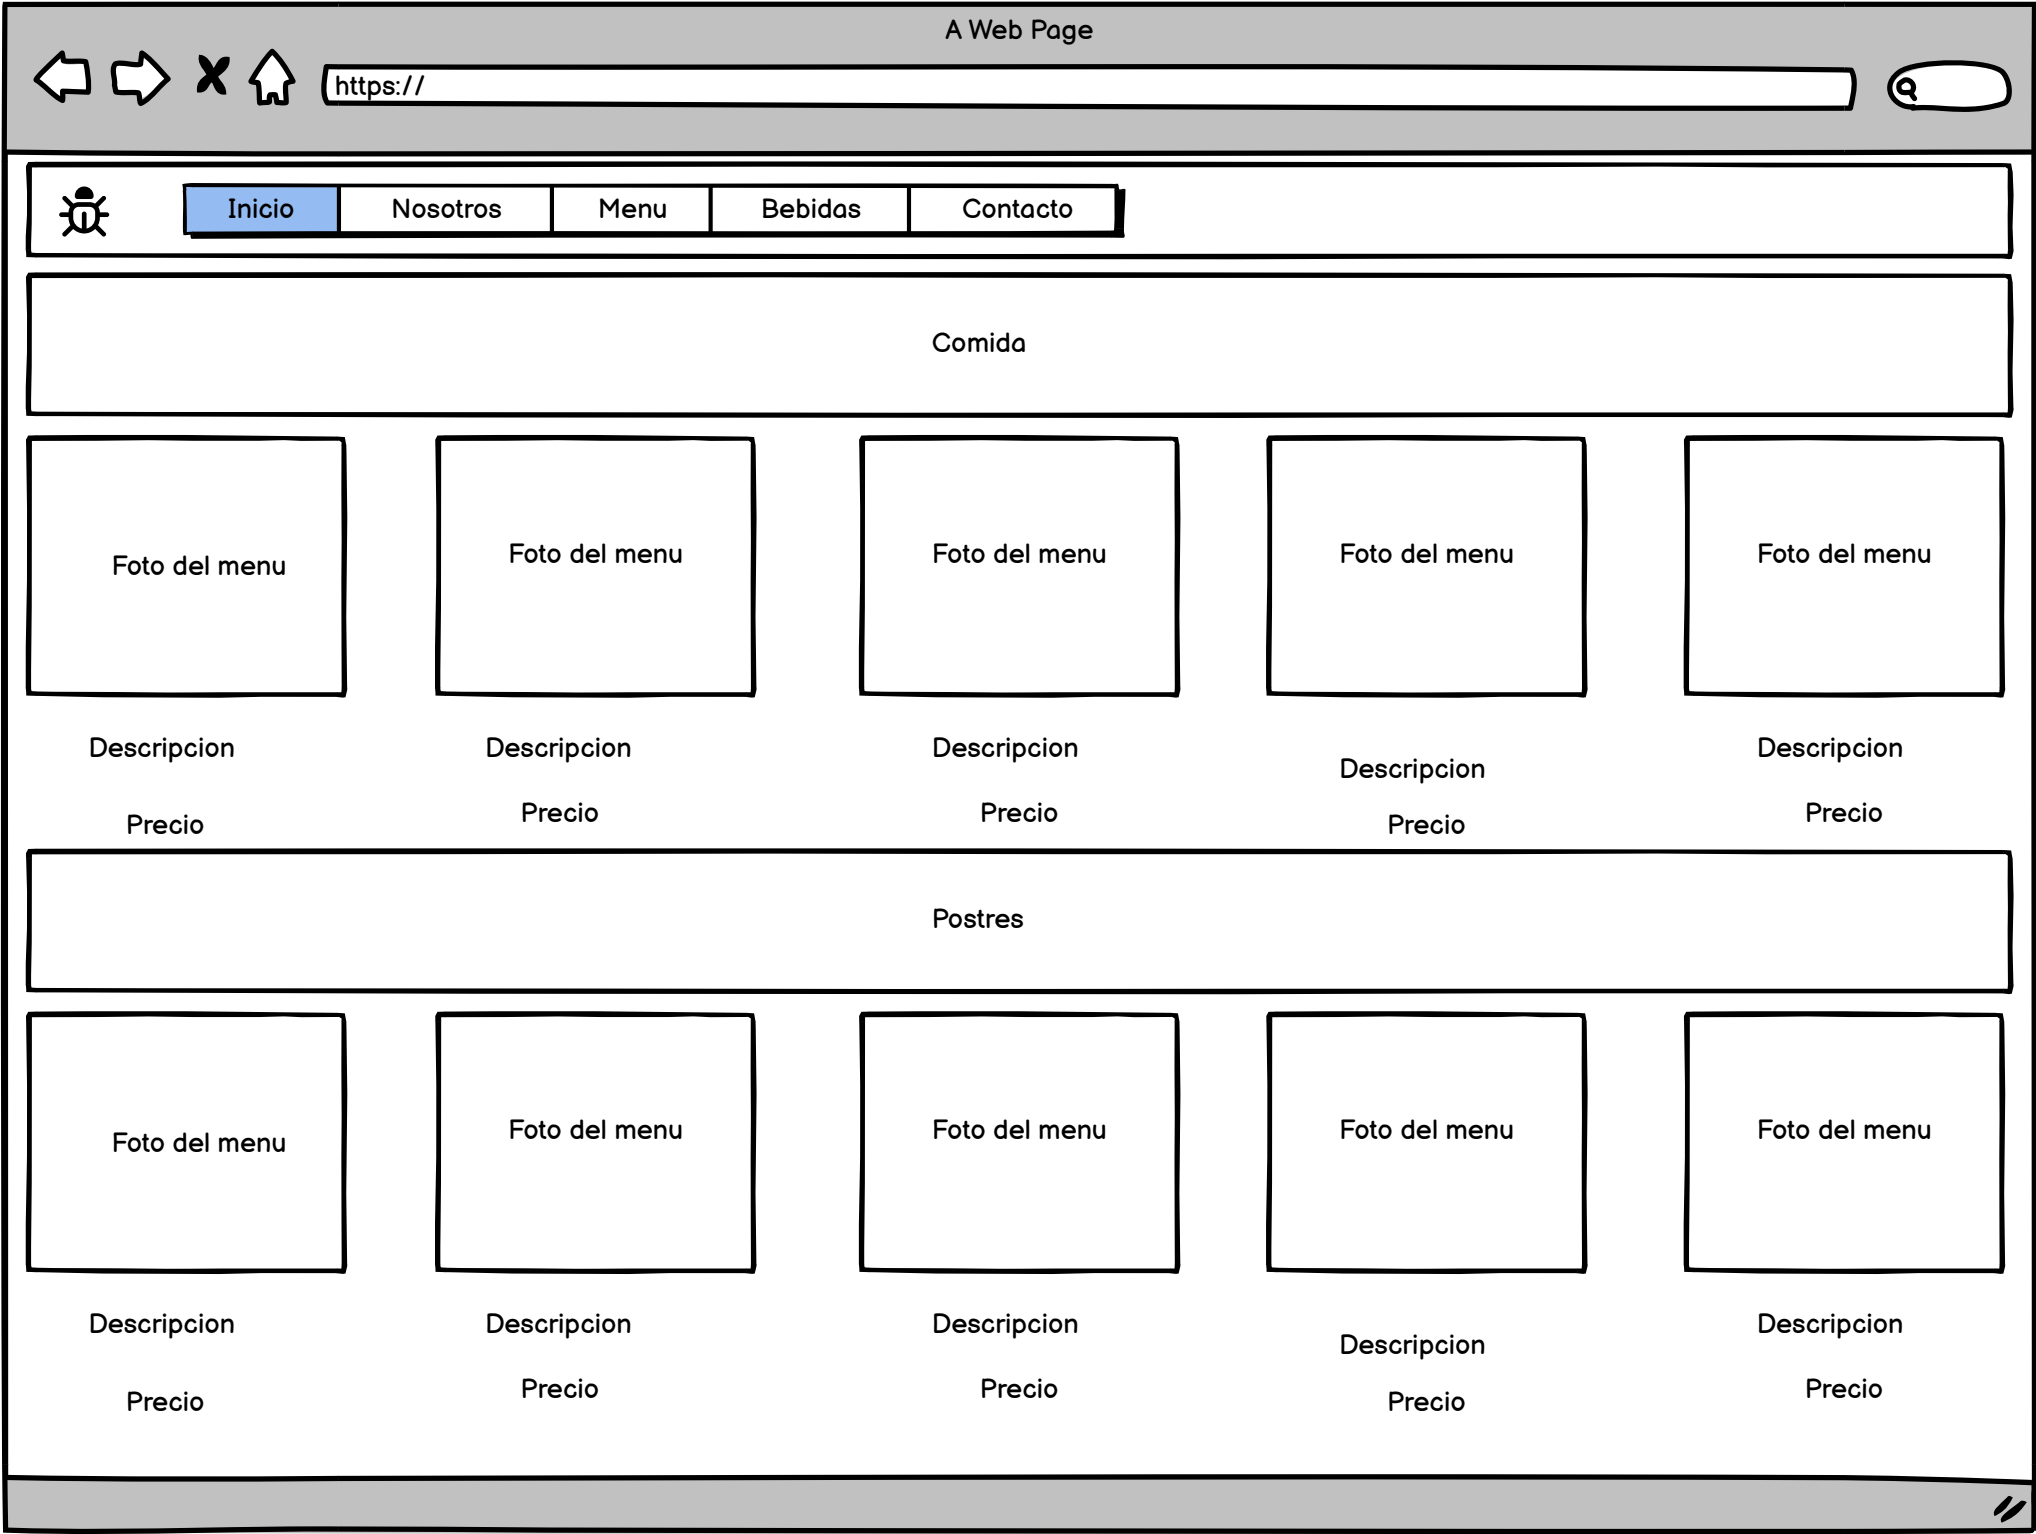 A Web Page
https://
Inicio Nosotros Menu Bebidas Contacto
Comida
Foto del menu Foto del menu Foto del menu Foto del menu Foto del menu
Descripcion Descripcion Descripcion Descripcion Descripcion
Precio Precio Precio Precio Precio
Postres
Foto del menu Foto del menu Foto del menu Foto del menu Foto del menu
Descripcion Descripcion Descripcion Descripcion Descripcion
Precio Precio Precio Precio Precio